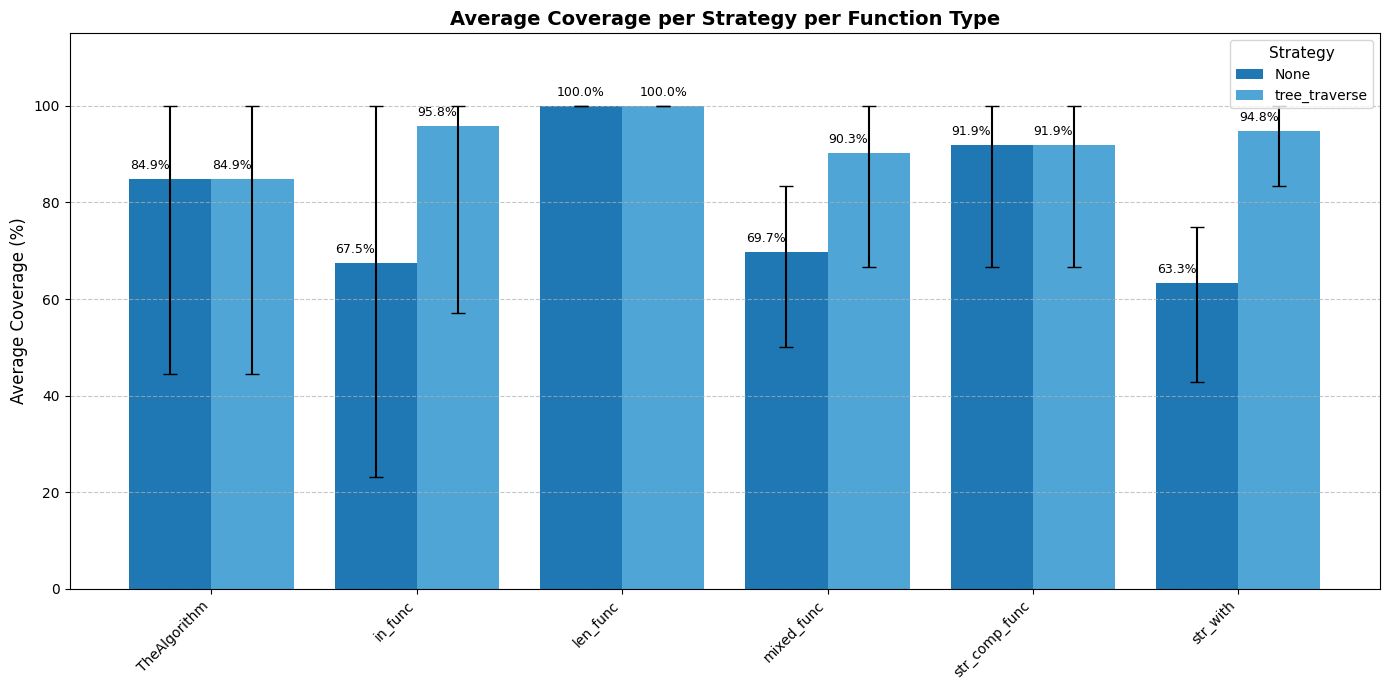 Average Coverage per Strategy per Function Type
Strategy
None
tree_traverse
Average Coverage (%)
100
80
60
40
20
0
84.9%
84.9%
67.5%
95.8%
100.0%
100.0%
69.7%
90.3%
91.9%
91.9%
63.3%
94.8%
TheAlgorithm
in_func
len_func
mixed_func
str_comp_func
str_with